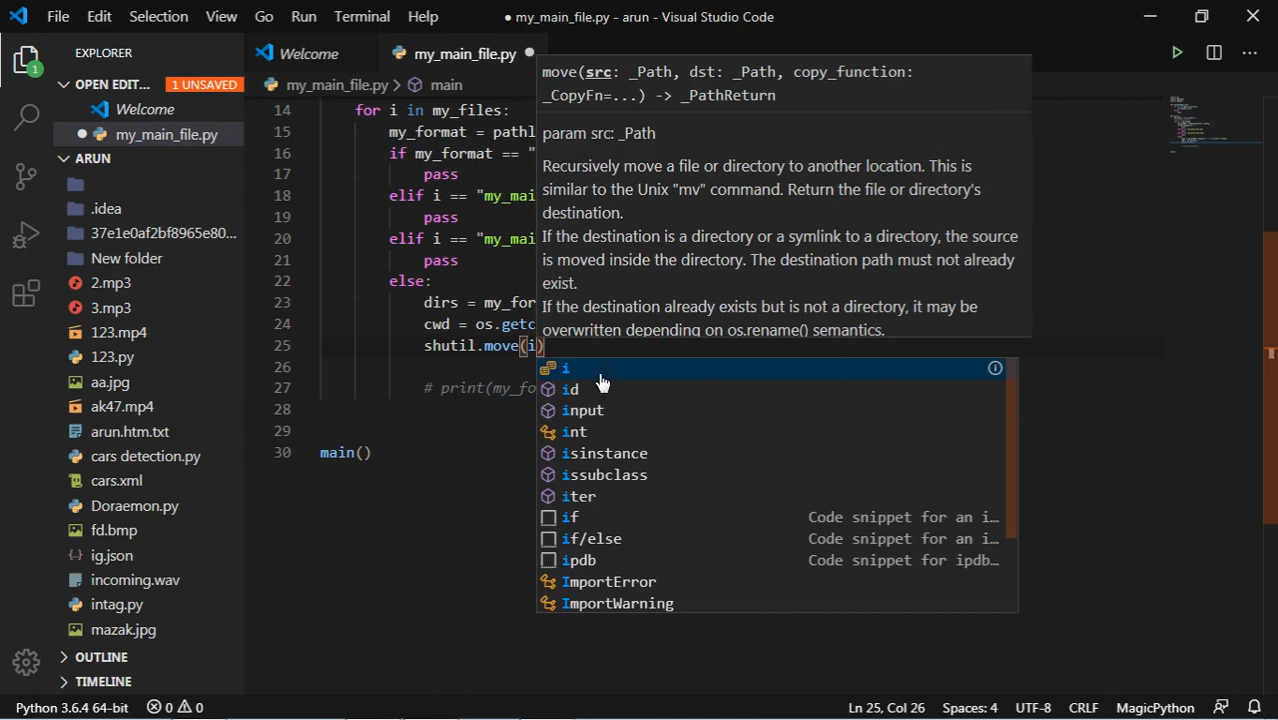 File Edit Selection View Go Run Terminal Help ● my_main_file.py - arun - Visual Studio Code
EXPLORER
Welcome
my_main_file.py
OPEN EDIT... 1 UNSAVED
Welcome
my_main_file.py
ARUN
.idea
37e1e0af2bf8965e80...
New folder
2.mp3
3.mp3
123.mp4
123.py
aa.jpg
ak47.mp4
arun.htm.txt
cars detection.py
cars.xml
Doraemon.py
fd.bmp
ig.json
incoming.wav
intag.py
mazak.jpg
OUTLINE
TIMELINE
1
my_main_file.py > main
14 for i in my_files:
15 my_format = pathl
16 if my_format == "
17 pass
18 elif i == "my_mai
19 pass
20 elif i == "my_mai
21 pass
22 else:
23 dirs = my_for
24 cwd = os.getc
25 shutil.move(i)
26
27 # print(my_fo
28
29
30 main()
move(src: _Path, dst: _Path, copy_function:
_CopyFn=...) -> _PathReturn
param src: _Path
Recursively move a file or directory to another location. This is
similar to the Unix "mv" command. Return the file or directory's
destination.
If the destination is a directory or a symlink to a directory, the source
is moved inside the directory. The destination path must not already
exist.
If the destination already exists but is not a directory, it may be
overwritten depending on os.rename() semantics.
i
id
input
int
isinstance
issubclass
iter
if Code snippet for an i...
if/else Code snippet for an i...
ipdb Code snippet for ipdb...
ImportError
ImportWarning
Python 3.6.4 64-bit 0 0 Ln 25, Col 26 Spaces: 4 UTF-8 CRLF MagicPython